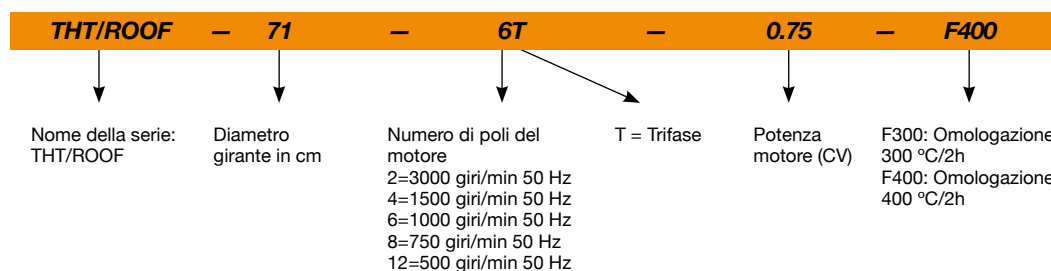 THT/ROOF — 71 — 6T — 0.75 — F400
Nome della serie:
THT/ROOF
Diametro
girante in cm
Numero di poli del
motore
2=3000 giri/min 50 Hz
4=1500 giri/min 50 Hz
6=1000 giri/min 50 Hz
8=750 giri/min 50 Hz
12=500 giri/min 50 Hz
T = Trifase
Potenza
motore (CV)
F300: Omologazione
300 ºC/2h
F400: Omologazione
400 ºC/2h